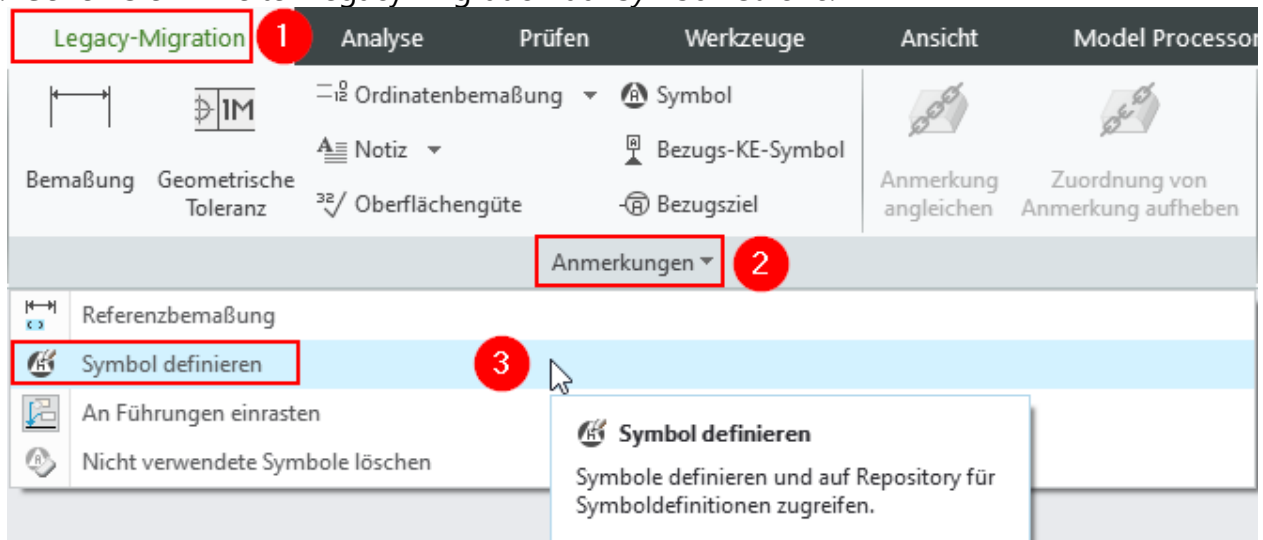 Legacy-Migration 1 Analyse Prüfen Werkzeuge Ansicht Model Processor
Ordinatenbemaßung Symbol
Notiz Bezugs-KE-Symbol
Bemaßung Geometrische Toleranz Oberflächengüte Bezugsziel Anmerkung angleichen Zuordnung von Anmerkung aufheben
Anmerkungen 2
Referenzbemaßung
Symbol definieren 3
An Führungen einrasten
Nicht verwendete Symbole löschen
Symbol definieren
Symbole definieren und auf Repository für
Symboldefinitionen zugreifen.